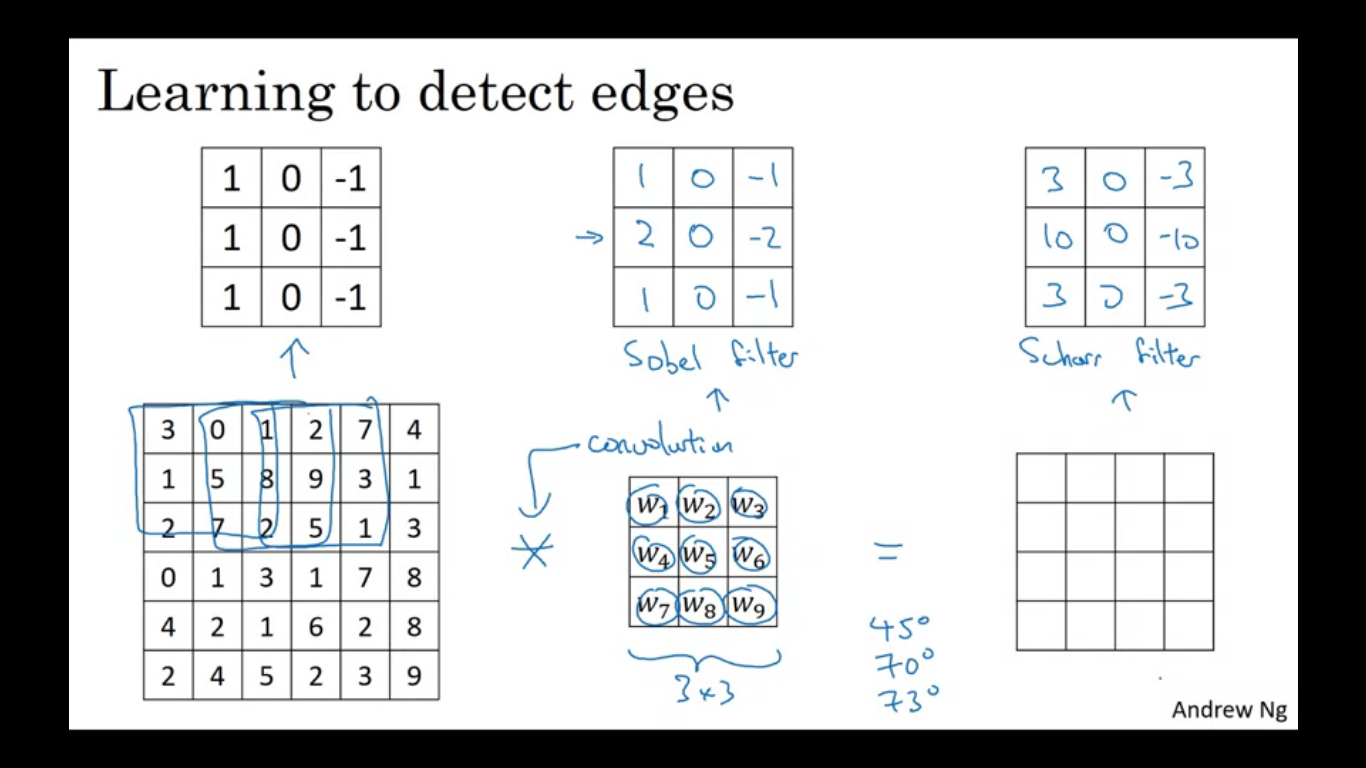 Learning to detect edges
1 0 -1
1 0 -1
1 0 -1
1 0 -1
→ 2 0 -2
1 0 -1
Sobel filter
3 0 -3
10 0 -10
3 0 -3
Scharr filter
3 0 1 2 7 4
1 5 8 9 3 1
2 7 2 5 1 3
0 1 3 1 7 8
4 2 1 6 2 8
2 4 5 2 3 9
convolution
*
w₁ w₂ w₃
w₄ w₅ w₆
w₇ w₈ w₉
3×3
=
45°
70°
73°
Andrew Ng